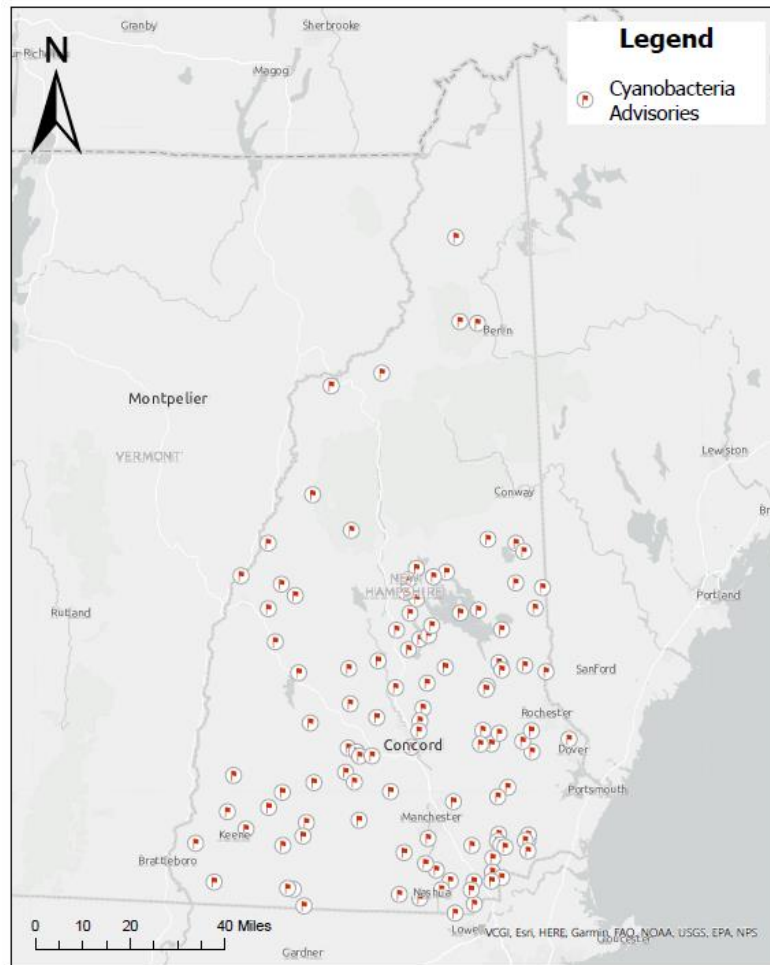 Granby
Sherbrooke
Legend
N
Magog
Cyanobacteria
Advisories
Berlin
Montpelier
Lewiston
VERMONT
Conway
NEW
HAMPSHIRE
Portland
Rutland
Sanford
Rochester
Concord
Dover
Portsmouth
Manchester
Keene
Brattleboro
Nashua
0 10 20 40 Miles
Lowell
VCGI, Esri, HERE, Garmin, FAO, NOAA, USGS, EPA, NPS
Gloucester
Gardner